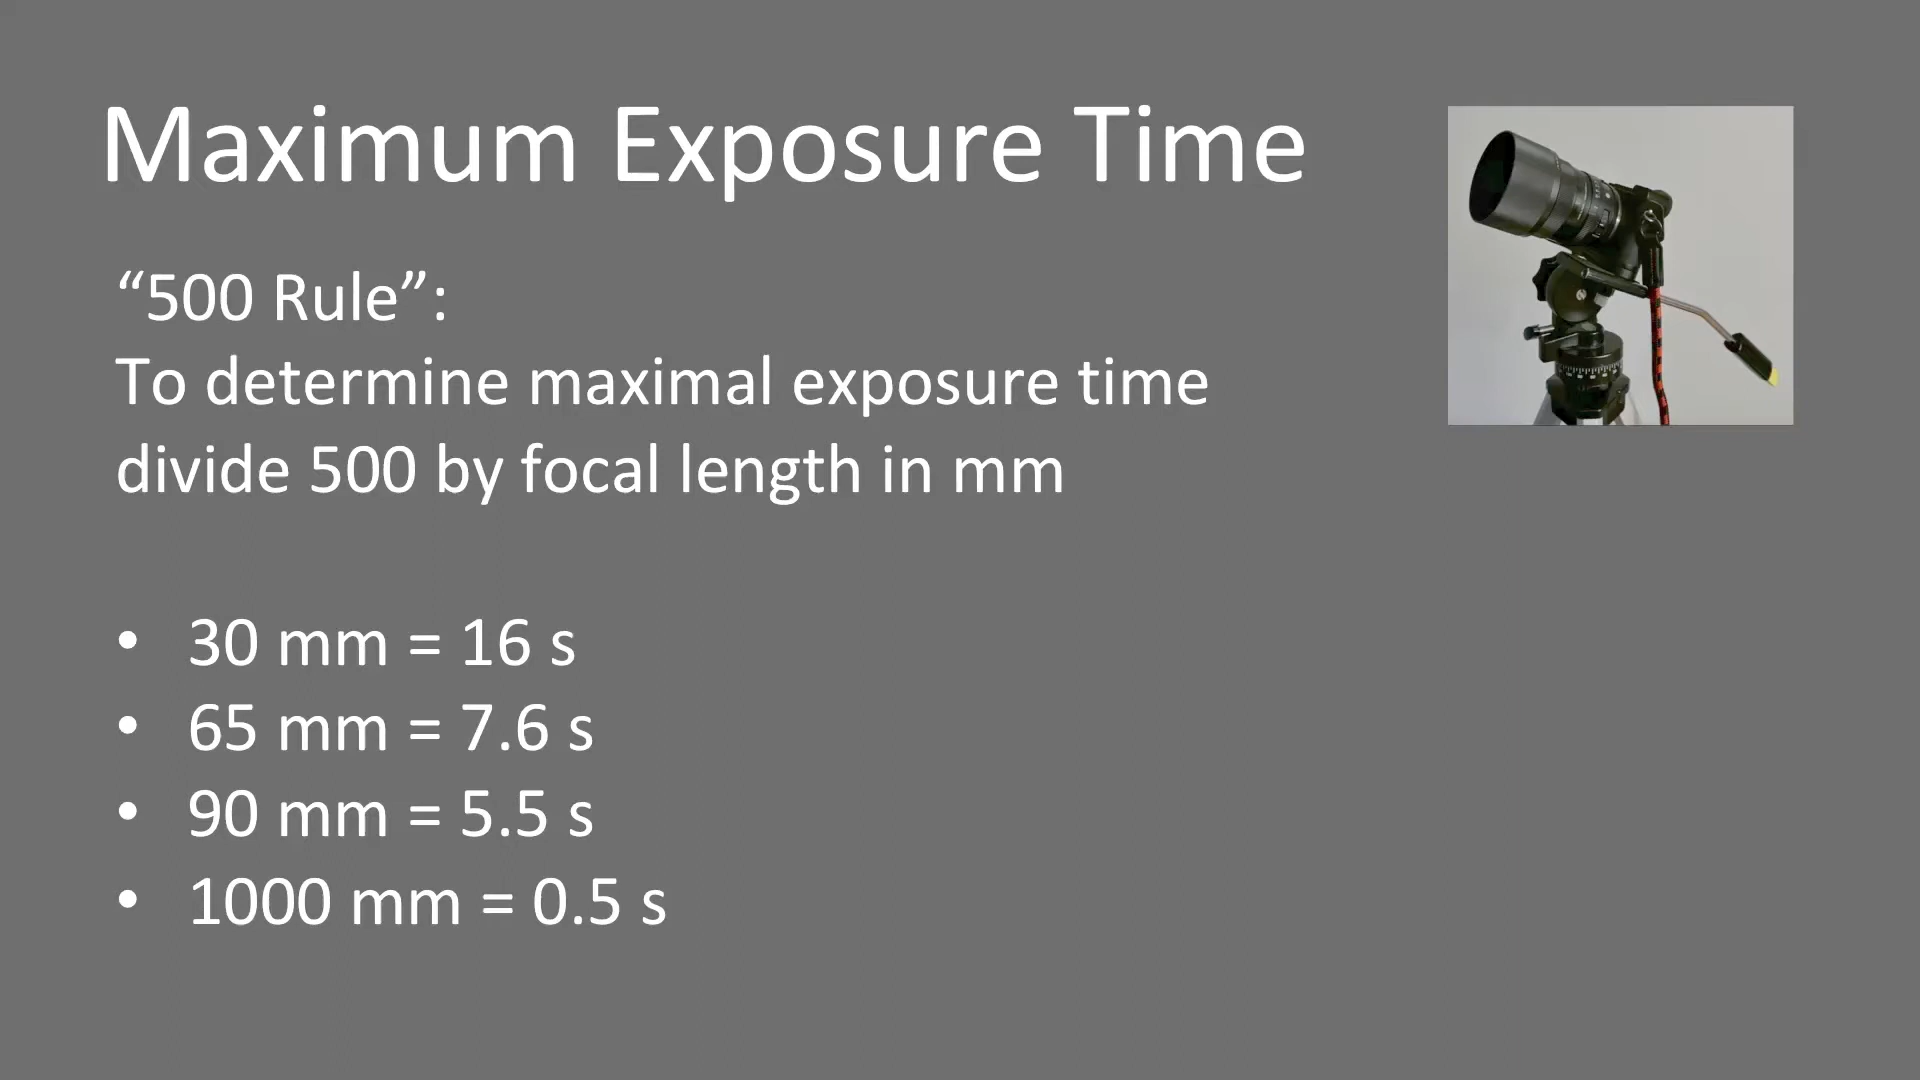 Maximum Exposure Time
“500 Rule”:
To determine maximal exposure time
divide 500 by focal length in mm
• 30 mm = 16 s
• 65 mm = 7.6 s
• 90 mm = 5.5 s
• 1000 mm = 0.5 s